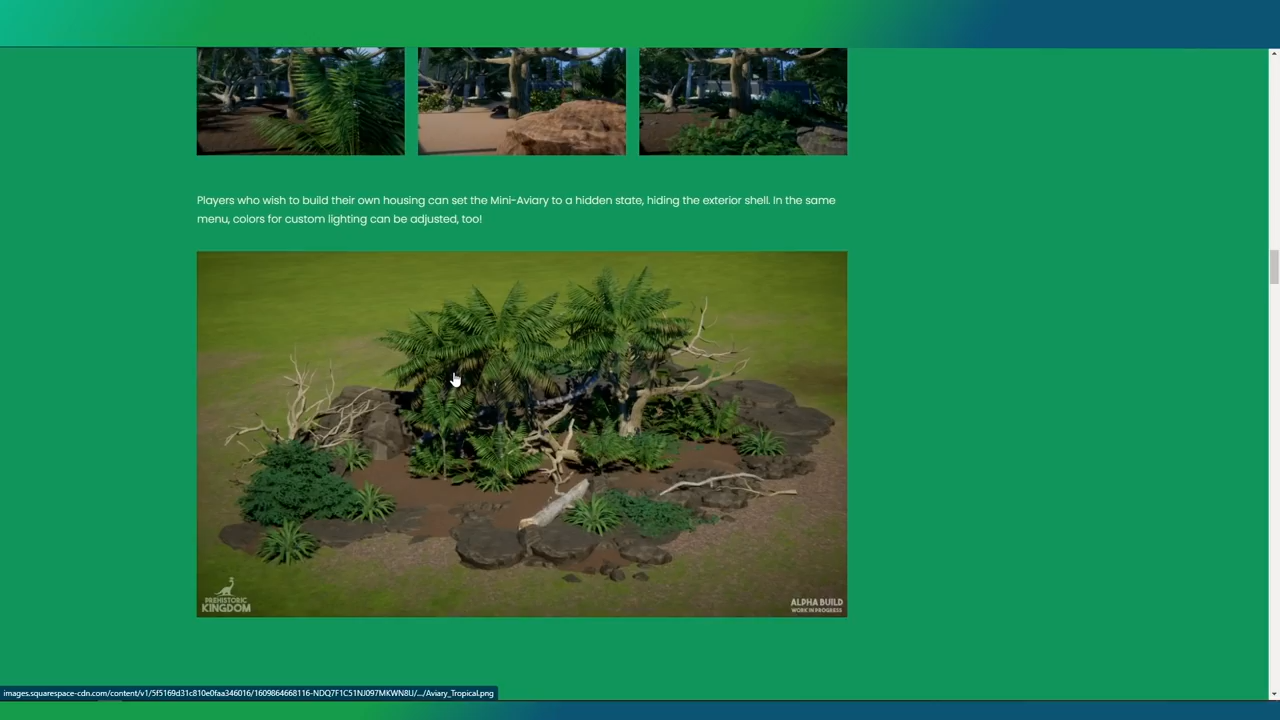 Players who wish to build their own housing can set the Mini-Aviary to a hidden state, hiding the exterior shell. In the same
menu, colors for custom lighting can be adjusted, too!
PREHISTORIC
KINGDOM
ALPHA BUILD
WORK IN PROGRESS
images.squarespace-cdn.com/content/v1/5f5169d31c810e0faa346016/1609864668116-NDQ7F1C51NJ097MKWN8U/.../Aviary_Tropical.png